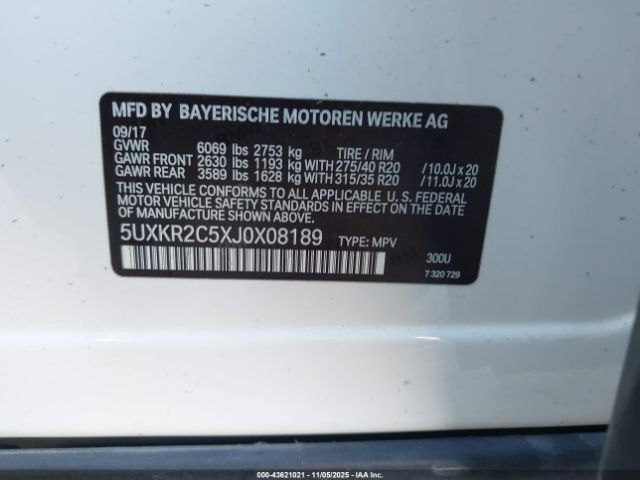 MFD BY BAYERISCHE MOTOREN WERKE AG
09/17
GVWR 6069 lbs 2753 kg TIRE / RIM
GAWR FRONT 2630 lbs 1193 kg WITH 275/40 R20 /10.0J x 20
GAWR REAR 3589 lbs 1628 kg WITH 315/35 R20 /11.0J x 20
THIS VEHICLE CONFORMS TO ALL APPLICABLE U. S. FEDERAL
MOTOR VEHICLE SAFETY STANDARDS IN EFFECT ON THE DATE OF
MANUFACTURE SHOWN ABOVE.
5UXKR2C5XJ0X08189 TYPE: MPV 300U
7 320 729
000-43621021 - 11/05/2025 - IAA Inc.